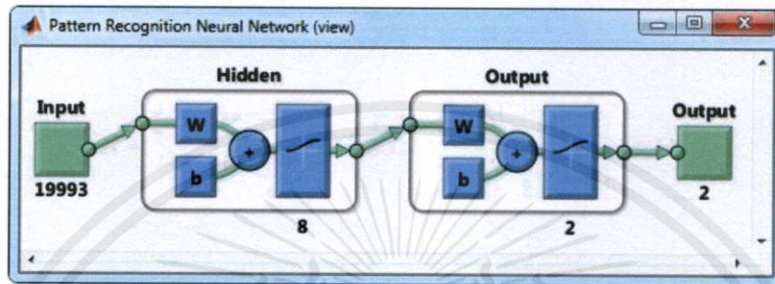 Pattern Recognition Neural Network (view)
Hidden
Output
Input
Output
W
W
b
+
b
+
19993
8
2
2